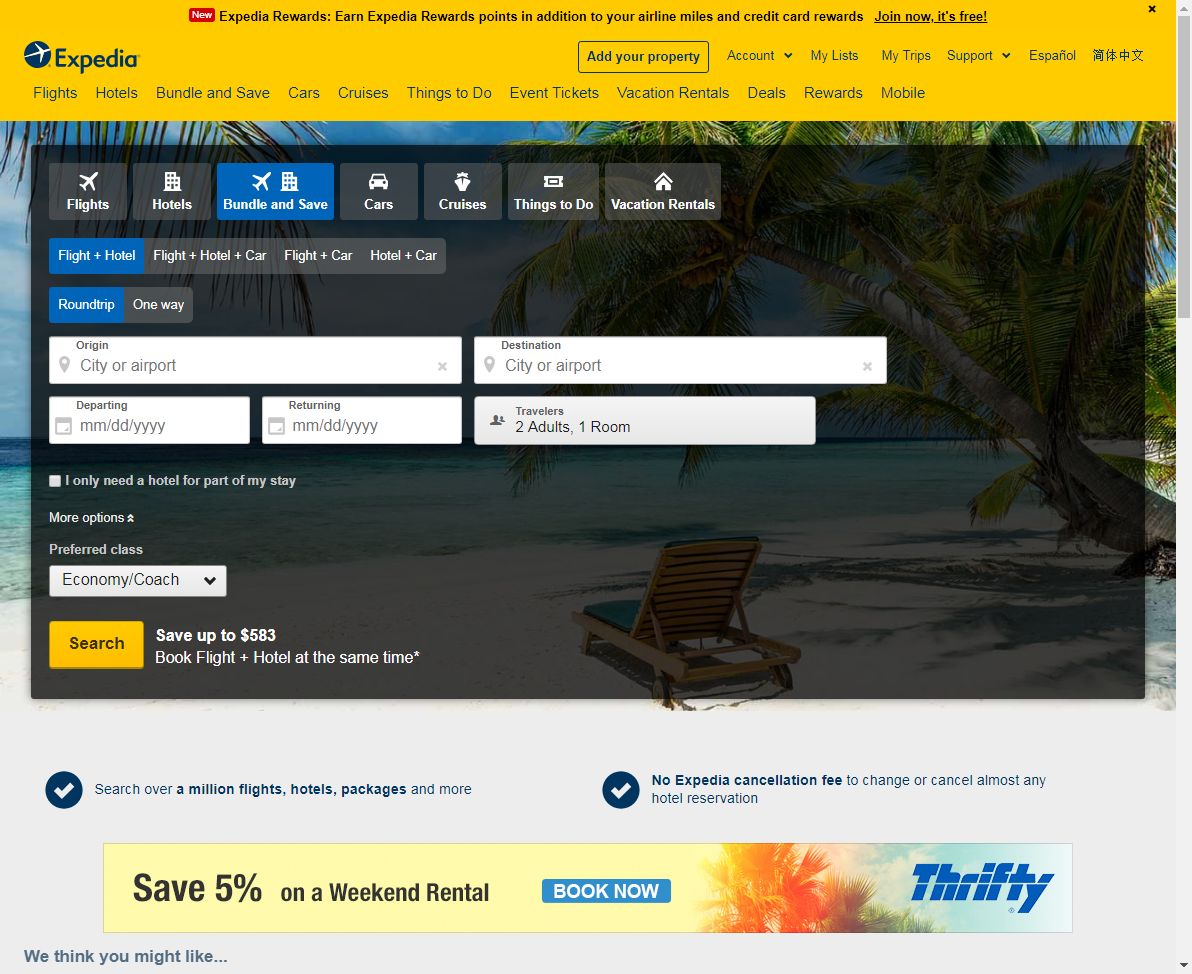 New Expedia Rewards: Earn Expedia Rewards points in addition to your airline miles and credit card rewards Join now, it's free!
Expedia
Add your property Account My Lists My Trips Support Español 简体中文
Flights Hotels Bundle and Save Cars Cruises Things to Do Event Tickets Vacation Rentals Deals Rewards Mobile
Flights Hotels Bundle and Save Cars Cruises Things to Do Vacation Rentals
Flight + Hotel Flight + Hotel + Car Flight + Car Hotel + Car
Roundtrip One way
Origin Destination
City or airport City or airport
Departing Returning Travelers
mm/dd/yyyy mm/dd/yyyy 2 Adults, 1 Room
I only need a hotel for part of my stay
More options
Preferred class
Economy/Coach
Search
Save up to $583
Book Flight + Hotel at the same time*
Search over a million flights, hotels, packages and more
No Expedia cancellation fee to change or cancel almost any
hotel reservation
Save 5% on a Weekend Rental BOOK NOW Thrifty®
We think you might like...